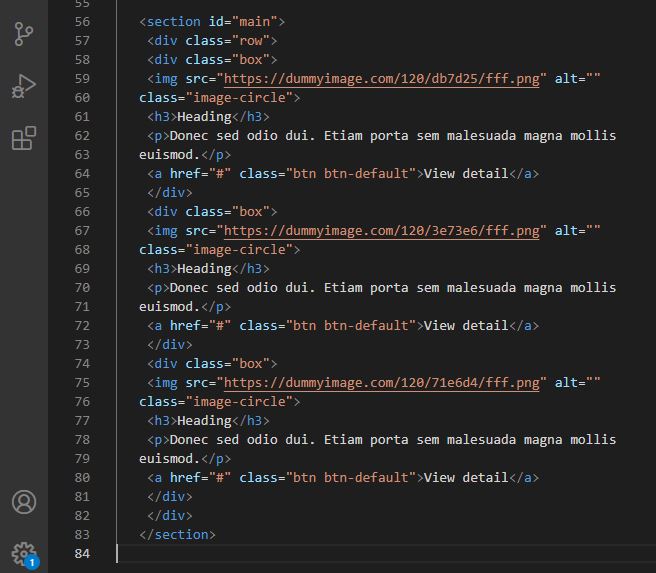 55
56 <section id="main">
57 <div class="row">
58 <div class="box">
59 <img src="https://dummyimage.com/120/db7d25/fff.png" alt=""
60 class="image-circle">
61 <h3>Heading</h3>
62 <p>Donec sed odio dui. Etiam porta sem malesuada magna mollis
63 euismod.</p>
64 <a href="#" class="btn btn-default">View detail</a>
65 </div>
66 <div class="box">
67 <img src="https://dummyimage.com/120/3e73e6/fff.png" alt=""
68 class="image-circle">
69 <h3>Heading</h3>
70 <p>Donec sed odio dui. Etiam porta sem malesuada magna mollis
71 euismod.</p>
72 <a href="#" class="btn btn-default">View detail</a>
73 </div>
74 <div class="box">
75 <img src="https://dummyimage.com/120/71e6d4/fff.png" alt=""
76 class="image-circle">
77 <h3>Heading</h3>
78 <p>Donec sed odio dui. Etiam porta sem malesuada magna mollis
79 euismod.</p>
80 <a href="#" class="btn btn-default">View detail</a>
81 </div>
82 </div>
83 </section>
84
1